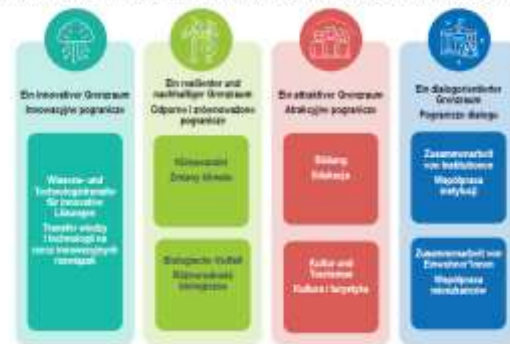 Ein innovativer Grenzraum
Innowacyjne pogranicze
Wissens- und
Technologietransfer
für innovative
Lösungen
Transfer wiedzy
i technologii na
rzecz innowacyjnych
rozwiązań
Ein resilienter und
nachhaltiger Grenzraum
Odporne i zrównoważone
pogranicze
Klimawandel
Zmiany klimatu
Biologische Vielfalt
Różnorodność
biologiczna
Ein attraktiver Grenzraum
Atrakcyjne pogranicze
Bildung
Edukacja
Kultur und
Tourismus
Kultura i turystyka
Ein dialogorientierter
Grenzraum
Pogranicze dialogu
Zusammenarbeit
von Institutionen
Współpraca
instytucji
Zusammenarbeit von
Einwohner*innen
Współpraca
mieszkańców